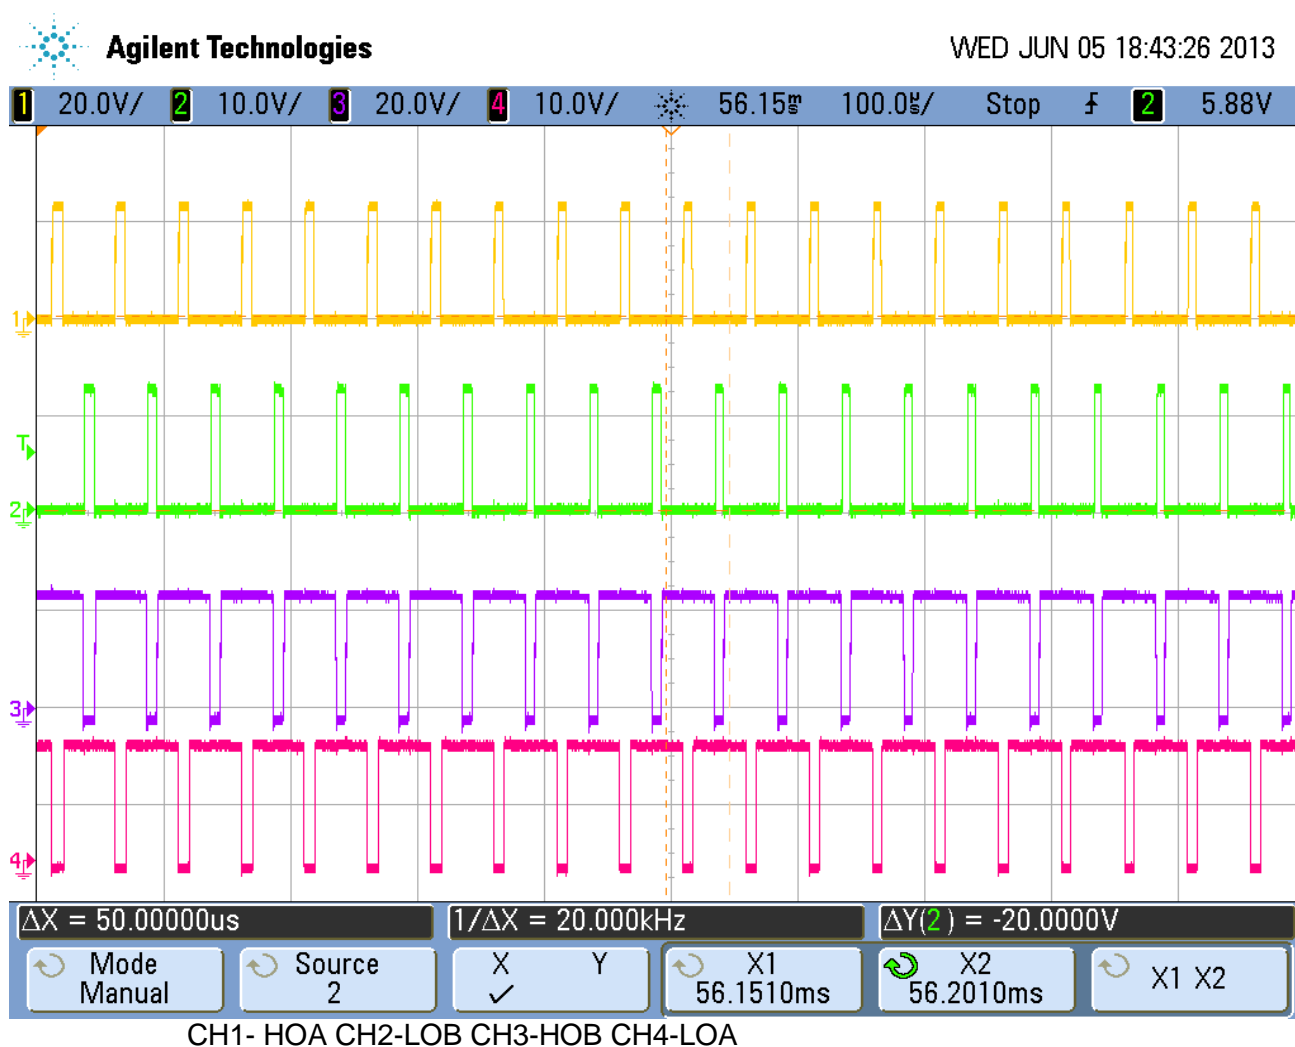 Agilent Technologies
WED JUN 05 18:43:26 2013
1 20.0V/ 2 10.0V/ 3 20.0V/ 4 10.0V/ 56.15ms 100.0µs/ Stop 2 5.88V
1
T
2
3
4
ΔX = 50.00000us 1/ΔX = 20.000kHz ΔY(2) = -20.0000V
Mode Source X Y X1 X2 X1 X2
Manual 2 ✓ 56.1510ms 56.2010ms
CH1- HOA CH2-LOB CH3-HOB CH4-LOA